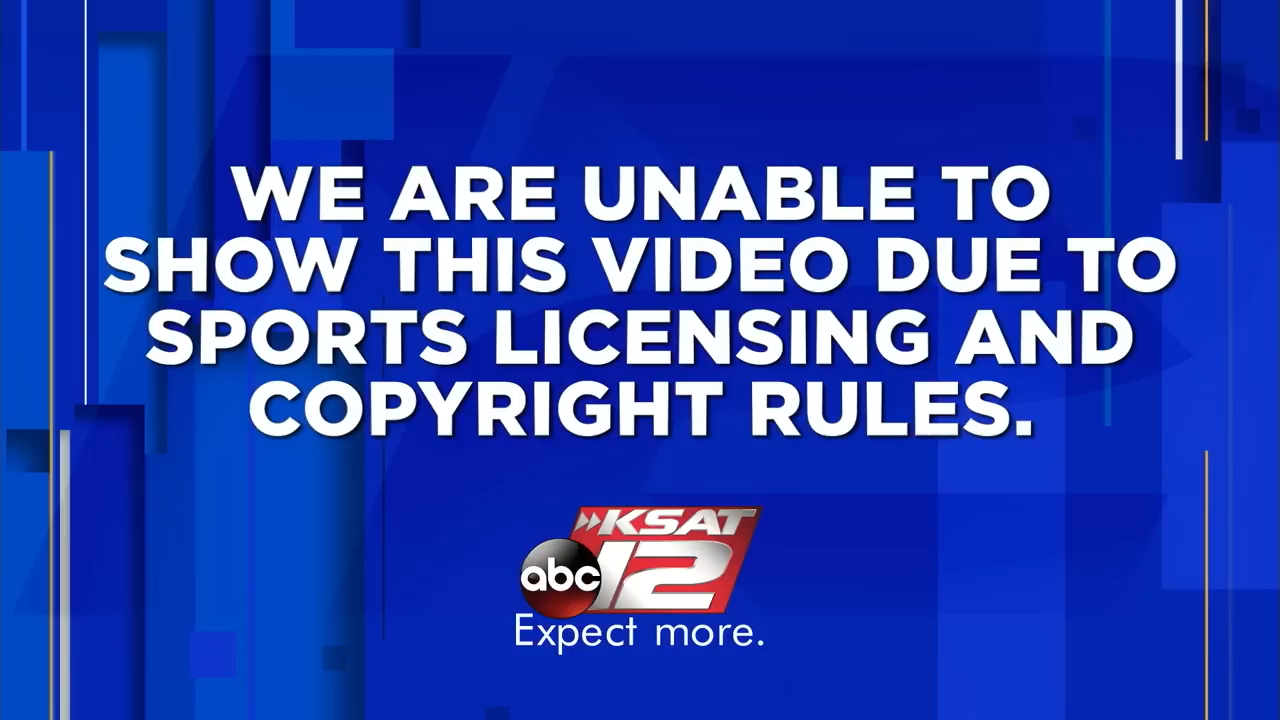 WE ARE UNABLE TO
SHOW THIS VIDEO DUE TO
SPORTS LICENSING AND
COPYRIGHT RULES.
KSAT
abc 12
Expect more.